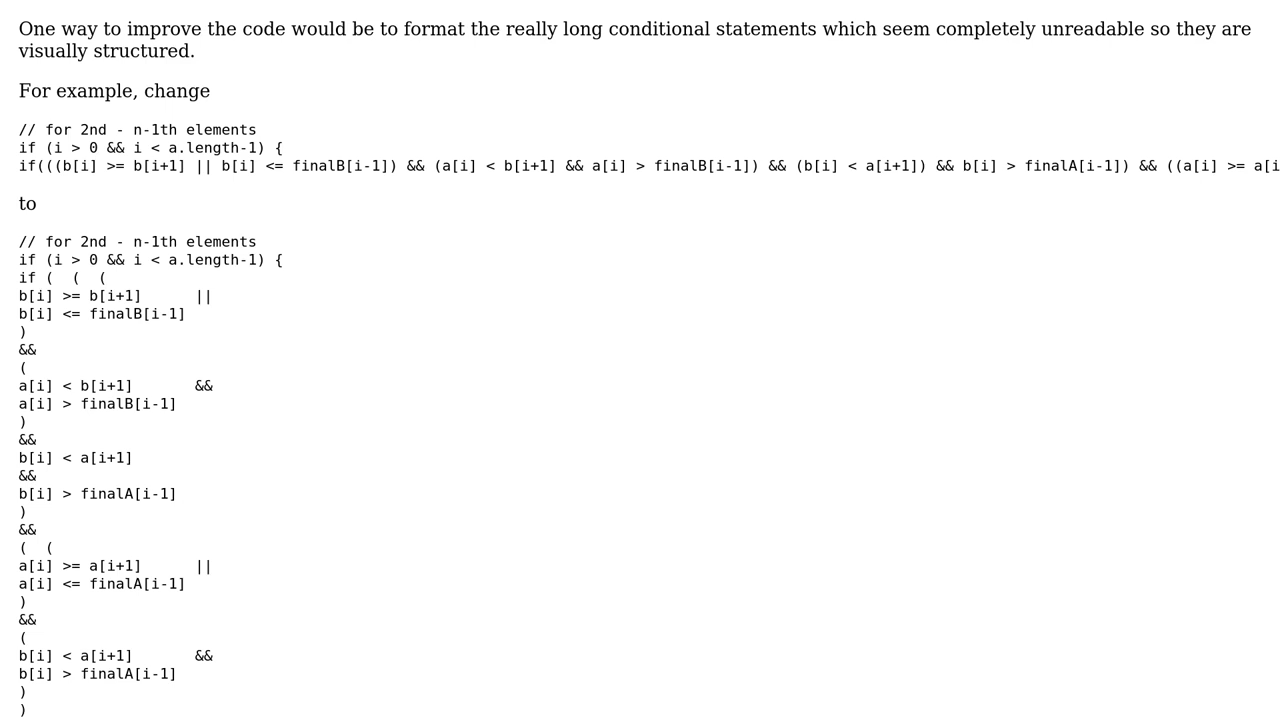 One way to improve the code would be to format the really long conditional statements which seem completely unreadable so they are
visually structured.
For example, change
// for 2nd - n-1th elements
if (i > 0 && i < a.length-1) {
if(((b[i] >= b[i+1] || b[i] <= finalB[i-1]) && (a[i] < b[i+1] && a[i] > finalB[i-1]) && (b[i] < a[i+1]) && b[i] > finalA[i-1]) && ((a[i] >= a[i
to
// for 2nd - n-1th elements
if (i > 0 && i < a.length-1) {
if (  (  (
b[i] >= b[i+1]      ||
b[i] <= finalB[i-1]
)
&&
(
a[i] < b[i+1]       &&
a[i] > finalB[i-1]
)
&&
b[i] < a[i+1]
&&
b[i] > finalA[i-1]
)
&&
(  (
a[i] >= a[i+1]      ||
a[i] <= finalA[i-1]
)
&&
(
b[i] < a[i+1]       &&
b[i] > finalA[i-1]
)
)